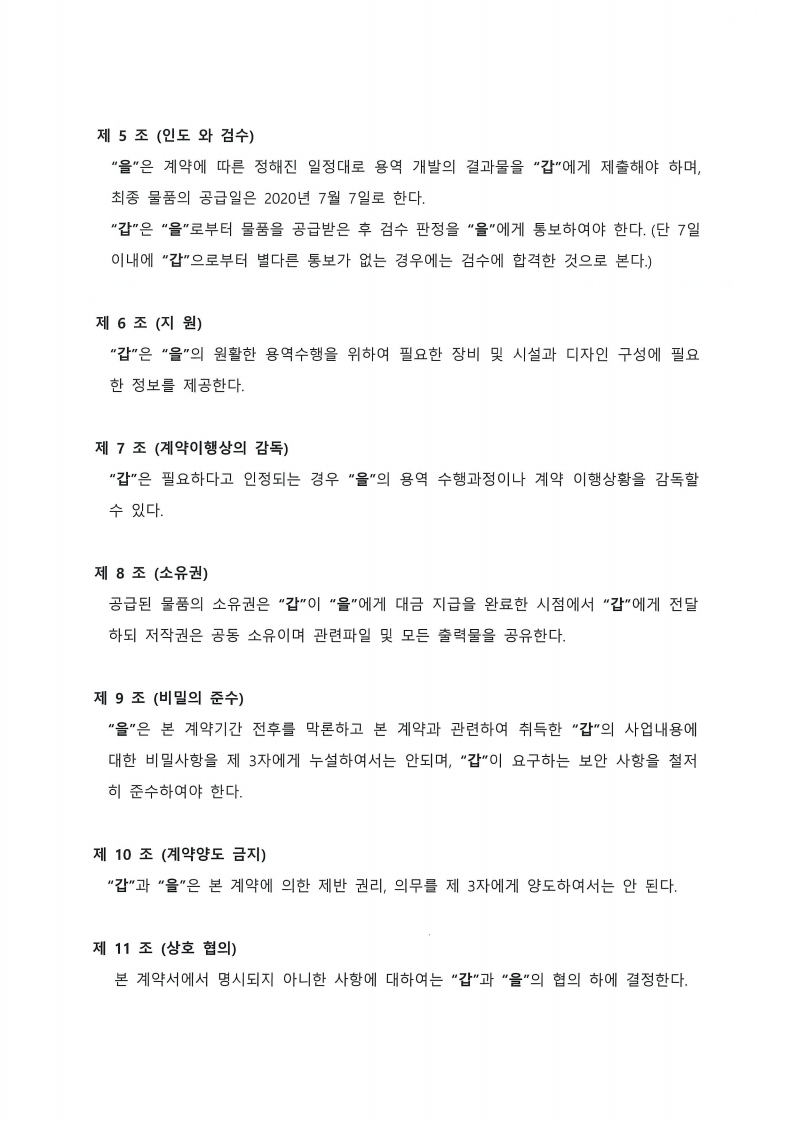 제 5 조 (인도 와 검수)
“을”은 계약에 따른 정해진 일정대로 용역 개발의 결과물을 “갑”에게 제출해야 하며,
최종 물품의 공급일은 2020년 7월 7일로 한다.
“갑”은 “을”로부터 물품을 공급받은 후 검수 판정을 “을”에게 통보하여야 한다. (단 7일
이내에 “갑”으로부터 별다른 통보가 없는 경우에는 검수에 합격한 것으로 본다.)
제 6 조 (지 원)
“갑”은 “을”의 원활한 용역수행을 위하여 필요한 장비 및 시설과 디자인 구성에 필요
한 정보를 제공한다.
제 7 조 (계약이행상의 감독)
“갑”은 필요하다고 인정되는 경우 “을”의 용역 수행과정이나 계약 이행상황을 감독할
수 있다.
제 8 조 (소유권)
공급된 물품의 소유권은 “갑”이 “을”에게 대금 지급을 완료한 시점에서 “갑”에게 전달
하되 저작권은 공동 소유이며 관련파일 및 모든 출력물을 공유한다.
제 9 조 (비밀의 준수)
“을”은 본 계약기간 전후를 막론하고 본 계약과 관련하여 취득한 “갑”의 사업내용에
대한 비밀사항을 제 3자에게 누설하여서는 안되며, “갑”이 요구하는 보안 사항을 철저
히 준수하여야 한다.
제 10 조 (계약양도 금지)
“갑”과 “을”은 본 계약에 의한 제반 권리, 의무를 제 3자에게 양도하여서는 안 된다.
제 11 조 (상호 협의)
본 계약서에서 명시되지 아니한 사항에 대하여는 “갑”과 “을”의 협의 하에 결정한다.